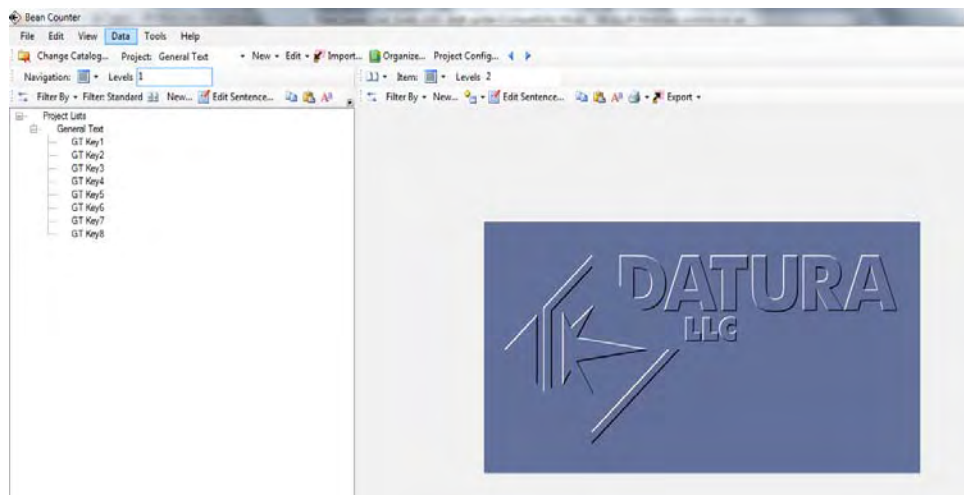 Bean Counter
File Edit View Data Tools Help
Change Catalog... Project: General Text New Edit Import... Organize... Project Config...
Navigation: Levels 1 Item: Levels 2
Filter By Filter: Standard New... Edit Sentence... Filter By New... Edit Sentence... Export
Project Lists
General Text
GT Key1
GT Key2
GT Key3
GT Key4
GT Key5
GT Key6
GT Key7
GT Key8
DATURA
LLC